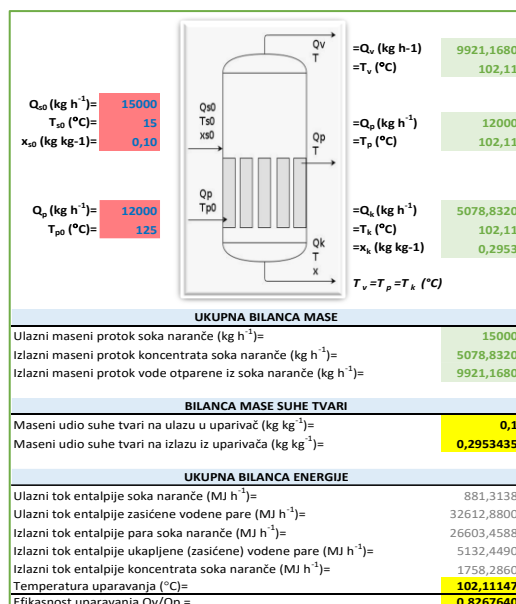 Qv
T
=Qv (kg h-1) 9921,1680
=Tv (°C) 102,11
Qs0 (kg h-1)= 15000
Ts0 (°C)= 15
xs0 (kg kg-1)= 0,10
Qs0
Ts0
xs0
Qp
T
=Qp (kg h-1) 12000
=Tp (°C) 102,11
Qp (kg h-1)= 12000
Tp0 (°C)= 125
Qp
Tp0
Qk
T
x
=Qk (kg h-1) 5078,8320
=Tk (°C) 102,11
=xk (kg kg-1) 0,2953
Tv =Tp =Tk (°C)
UKUPNA BILANCA MASE
Ulazni maseni protok soka naranče (kg h-1)= 15000
Izlazni maseni protok koncentrata soka naranče (kg h-1)= 5078,8320
Izlazni maseni protok vode otparene iz soka naranče (kg h-1)= 9921,1680
BILANCA MASE SUHE TVARI
Maseni udio suhe tvari na ulazu u uparivač (kg kg-1)= 0,1
Maseni udio suhe tvari na izlazu iz uparivača (kg kg-1)= 0,2953435
UKUPNA BILANCA ENERGIJE
Ulazni tok entalpije soka naranče (MJ h-1)= 881,3138
Ulazni tok entalpije zasićene vodene pare (MJ h-1)= 32612,8800
Izlazni tok entalpije para soka naranče (MJ h-1)= 26603,4588
Izlazni tok entalpije ukapljene (zasićene) vodene pare (MJ h-1)= 5132,4490
Izlazni tok entalpije koncentrata soka naranče (MJ h-1)= 1758,2860
Temperatura uparavanja (°C)= 102,11147
Efikasnost uparavanja Qv/Qp = 0,8267640